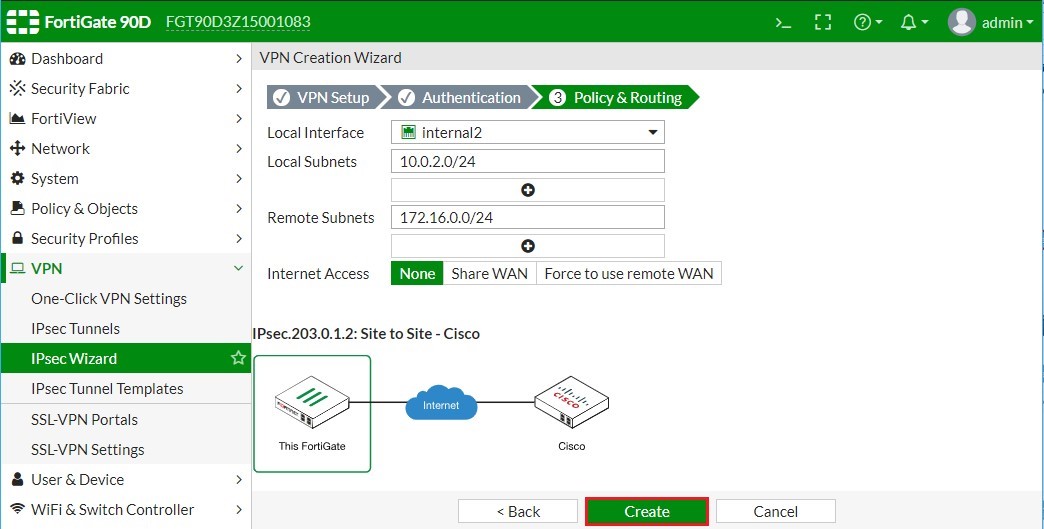 FortiGate 90D FGT90D3Z15001083 >_ admin
Dashboard
Security Fabric
FortiView
Network
System
Policy & Objects
Security Profiles
VPN
One-Click VPN Settings
IPsec Tunnels
IPsec Wizard
IPsec Tunnel Templates
SSL-VPN Portals
SSL-VPN Settings
User & Device
WiFi & Switch Controller
VPN Creation Wizard
VPN Setup Authentication 3 Policy & Routing
Local Interface internal2
Local Subnets 10.0.2.0/24
Remote Subnets 172.16.0.0/24
Internet Access None Share WAN Force to use remote WAN
IPsec.203.0.1.2: Site to Site - Cisco
Internet
CISCO
This FortiGate Cisco
< Back Create Cancel